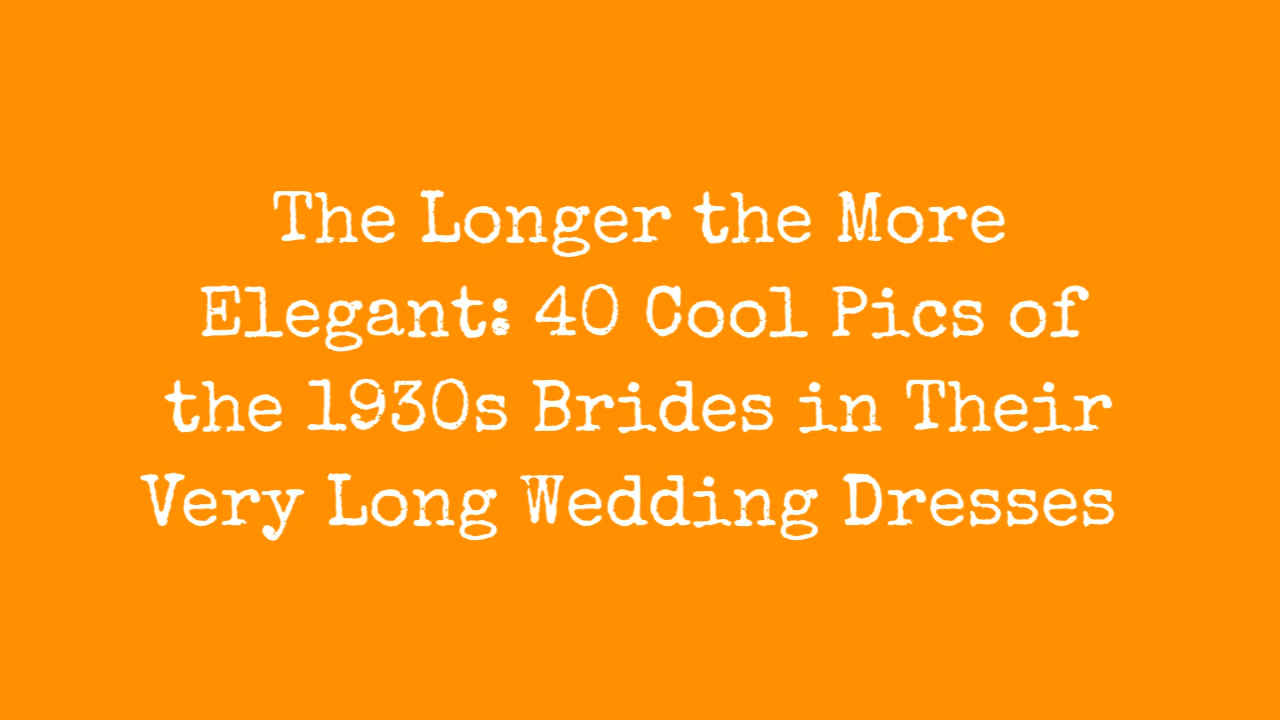 The Longer the More
Elegant: 40 Cool Pics of
the 1930s Brides in Their
Very Long Wedding Dresses